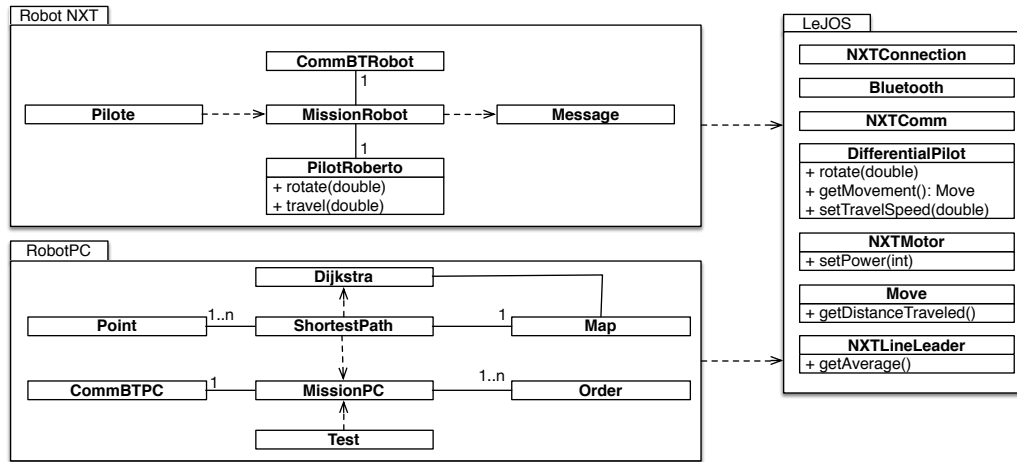 Robot NXT
CommBTRobot
1
Pilote
MissionRobot
Message
1
PilotRoberto
+ rotate(double)
+ travel(double)
RobotPC
Dijkstra
1..n
1
Point
ShortestPath
Map
1
1..n
CommBTPC
MissionPC
Order
Test
LeJOS
NXTConnection
Bluetooth
NXTComm
DifferentialPilot
+ rotate(double)
+ getMovement(): Move
+ setTravelSpeed(double)
NXTMotor
+ setPower(int)
Move
+ getDistanceTraveled()
NXTLineLeader
+ getAverage()